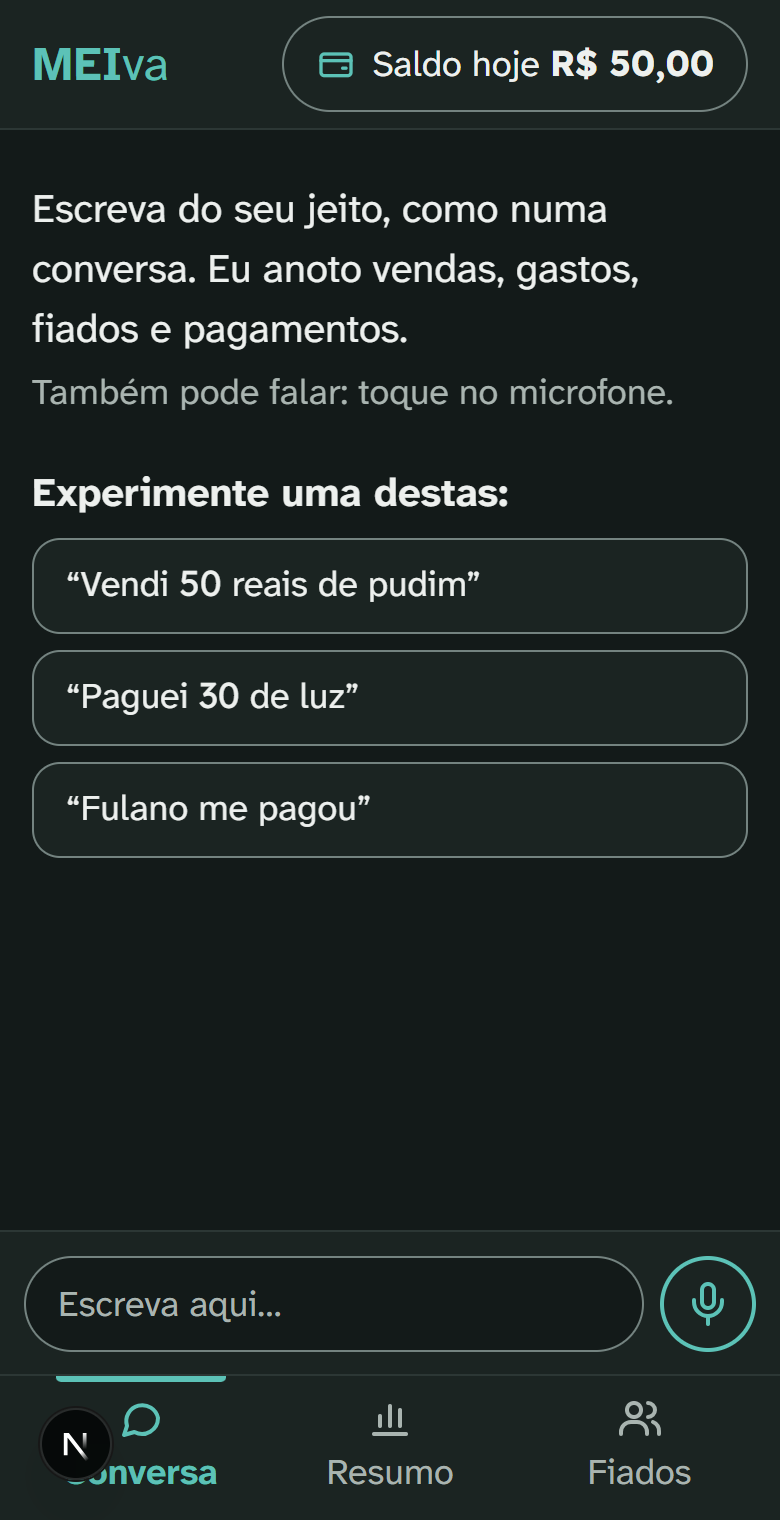 MEIva
Saldo hoje R$ 50,00
Escreva do seu jeito, como numa
conversa. Eu anoto vendas, gastos,
fiados e pagamentos.
Também pode falar: toque no microfone.
Experimente uma destas:
“Vendi 50 reais de pudim”
“Paguei 30 de luz”
“Fulano me pagou”
Escreva aqui...
N
Conversa
Resumo
Fiados